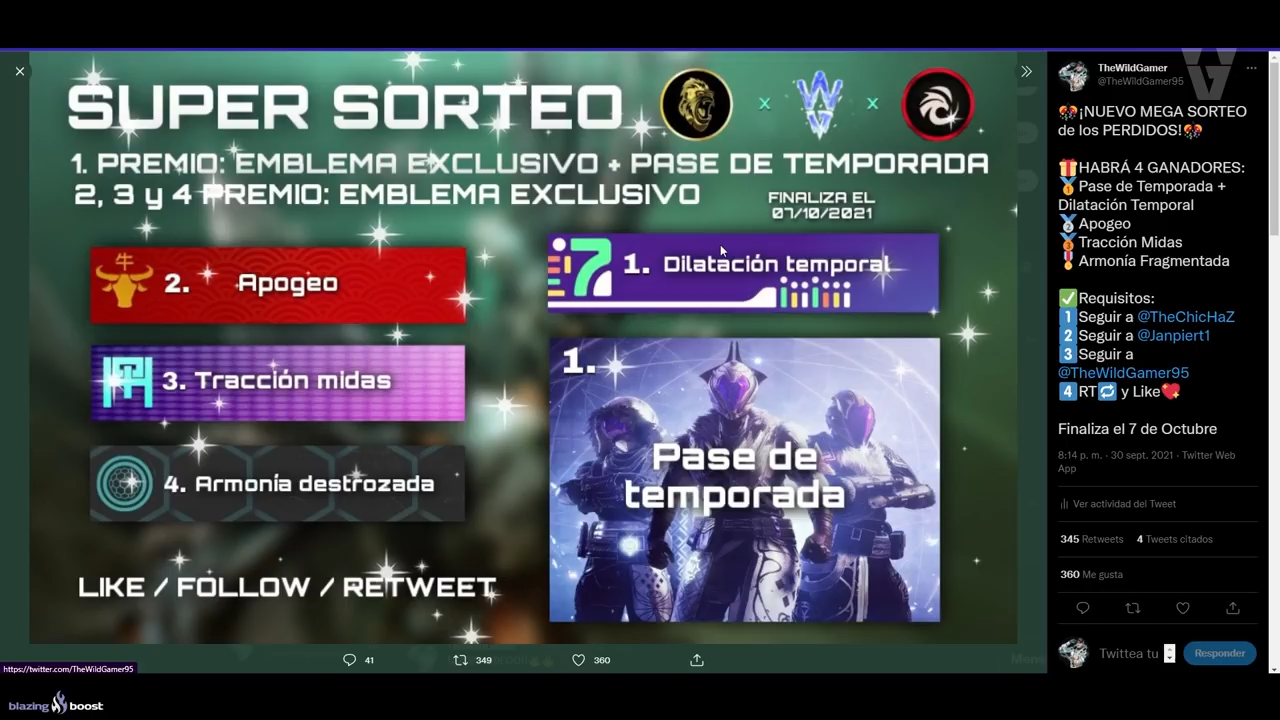 SUPER SORTEO
1. PREMIO: EMBLEMA EXCLUSIVO + PASE DE TEMPORADA
2, 3 y 4 PREMIO: EMBLEMA EXCLUSIVO
FINALIZA EL
07/10/2021
牛
2. Apogeo
7
1. Dilatación temporal
3. Tracción midas
4. Armonía destrozada
1.
Pase de
temporada
LIKE / FOLLOW / RETWEET
41
349
360
https://twitter.com/TheWildGamer95
blazing boost
TheWildGamer
@TheWildGamer95
¡NUEVO MEGA SORTEO
de los PERDIDOS!
HABRÁ 4 GANADORES:
Pase de Temporada +
Dilatación Temporal
Apogeo
Tracción Midas
Armonía Fragmentada
Requisitos:
1 Seguir a @TheChicHaZ
2 Seguir a @Janpiert1
3 Seguir a
@TheWildGamer95
4 RT y Like
Finaliza el 7 de Octubre
8:14 p. m. · 30 sept. 2021 · Twitter Web
App
Ver actividad del Tweet
345 Retweets 4 Tweets citados
360 Me gusta
Twittea tu
Responder